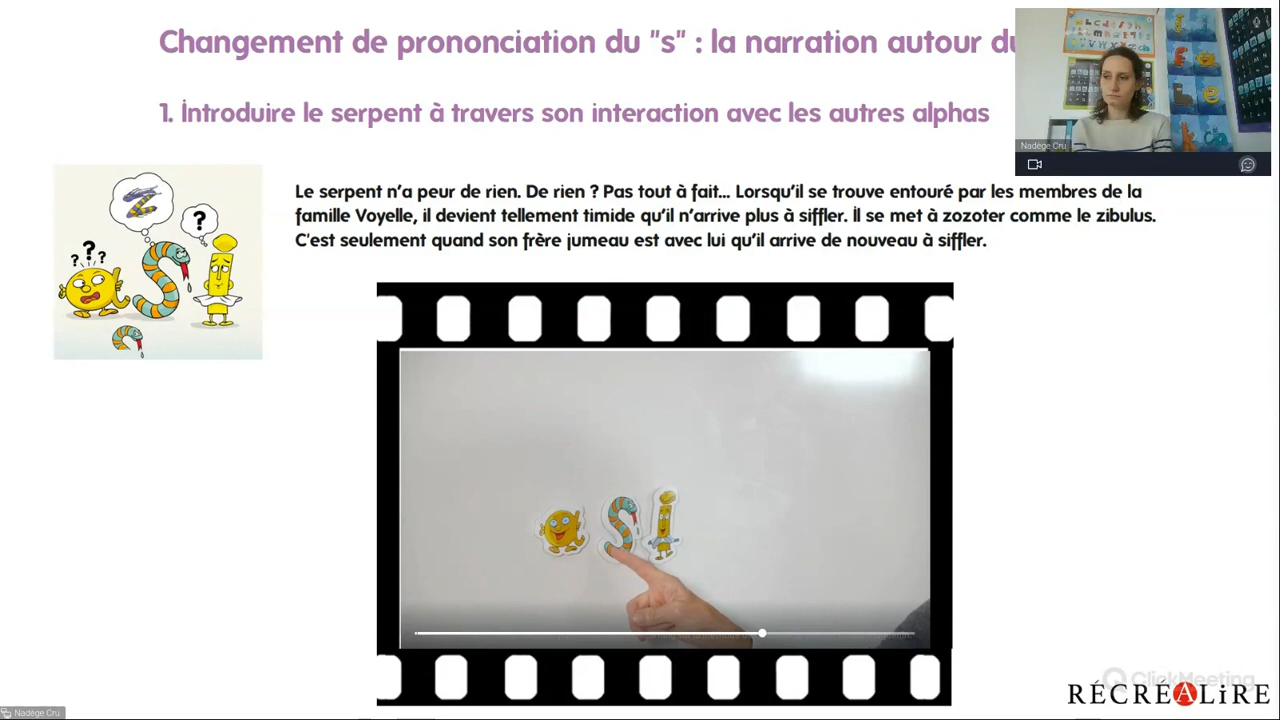 Changement de prononciation du "s" : la narration autour du
1. Introduire le serpent à travers son interaction avec les autres alphas
Nadège Cru
Le serpent n'a peur de rien. De rien ? Pas tout à fait... Lorsqu'il se trouve entouré par les membres de la
famille Voyelle, il devient tellement timide qu'il n'arrive plus à siffler. Il se met à zozoter comme le zibulus.
C'est seulement quand son frère jumeau est avec lui qu'il arrive de nouveau à siffler.
? ? ?
?
ClickMeeting
RÉCRÉALiRE
Nadège Cru